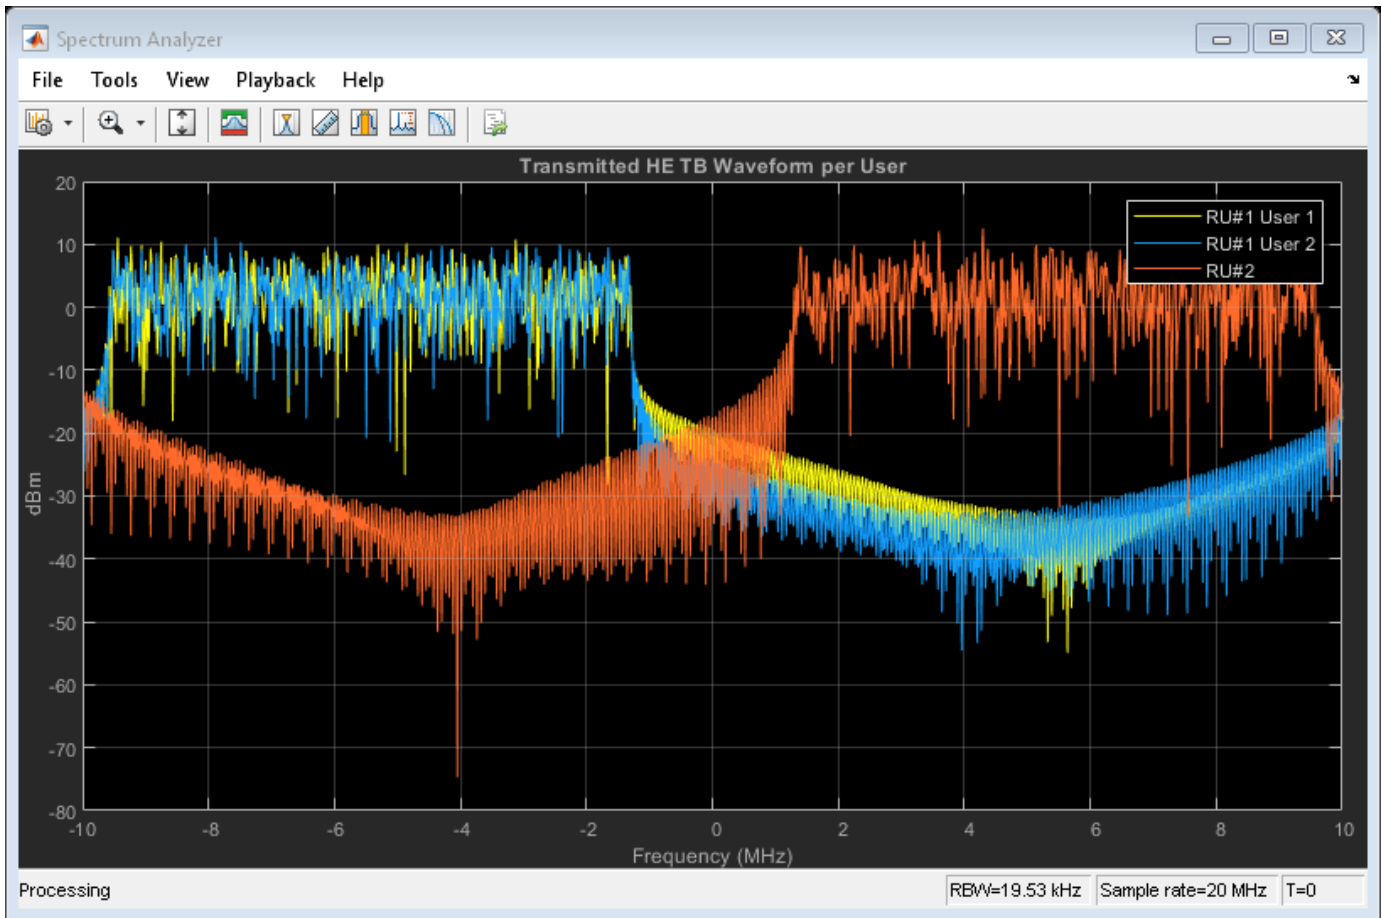 Spectrum Analyzer
File Tools View Playback Help
Transmitted HE TB Waveform per User
RU#1 User 1
RU#1 User 2
RU#2
20
10
0
-10
-20
-30
-40
-50
-60
-70
-80
dBm
-10 -8 -6 -4 -2 0 2 4 6 8 10
Frequency (MHz)
Processing RBW=19.53 kHz Sample rate=20 MHz T=0